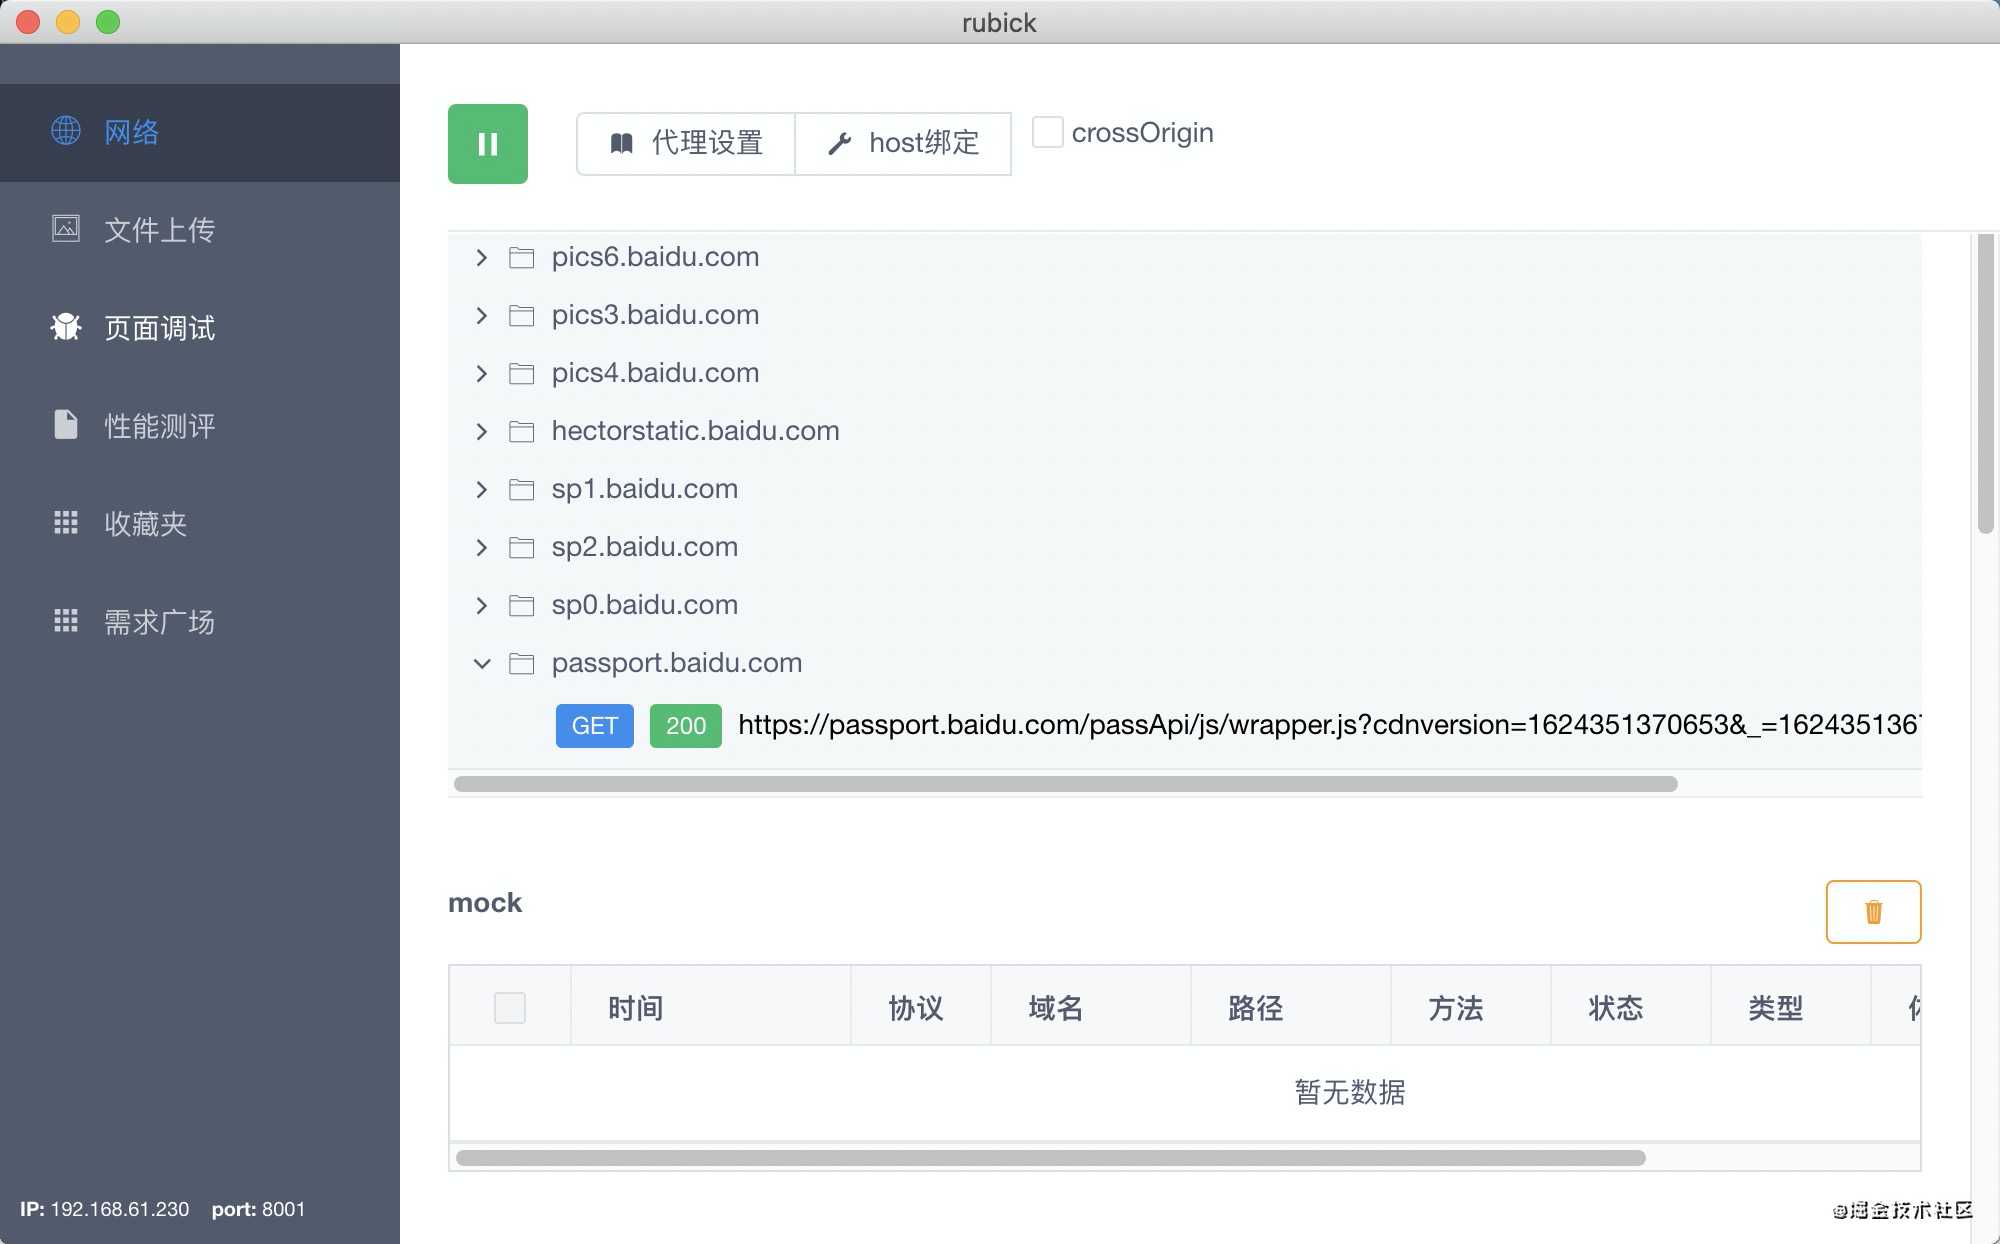 rubick
网络
文件上传
页面调试
性能测评
收藏夹
需求广场
IP: 192.168.61.230 port: 8001
代理设置 host绑定 crossOrigin
pics6.baidu.com
pics3.baidu.com
pics4.baidu.com
hectorstatic.baidu.com
sp1.baidu.com
sp2.baidu.com
sp0.baidu.com
passport.baidu.com
GET 200 https://passport.baidu.com/passApi/js/wrapper.js?cdnversion=1624351370653&_=162435136
mock
时间 协议 域名 路径 方法 状态 类型
暂无数据
@掘金技术社区